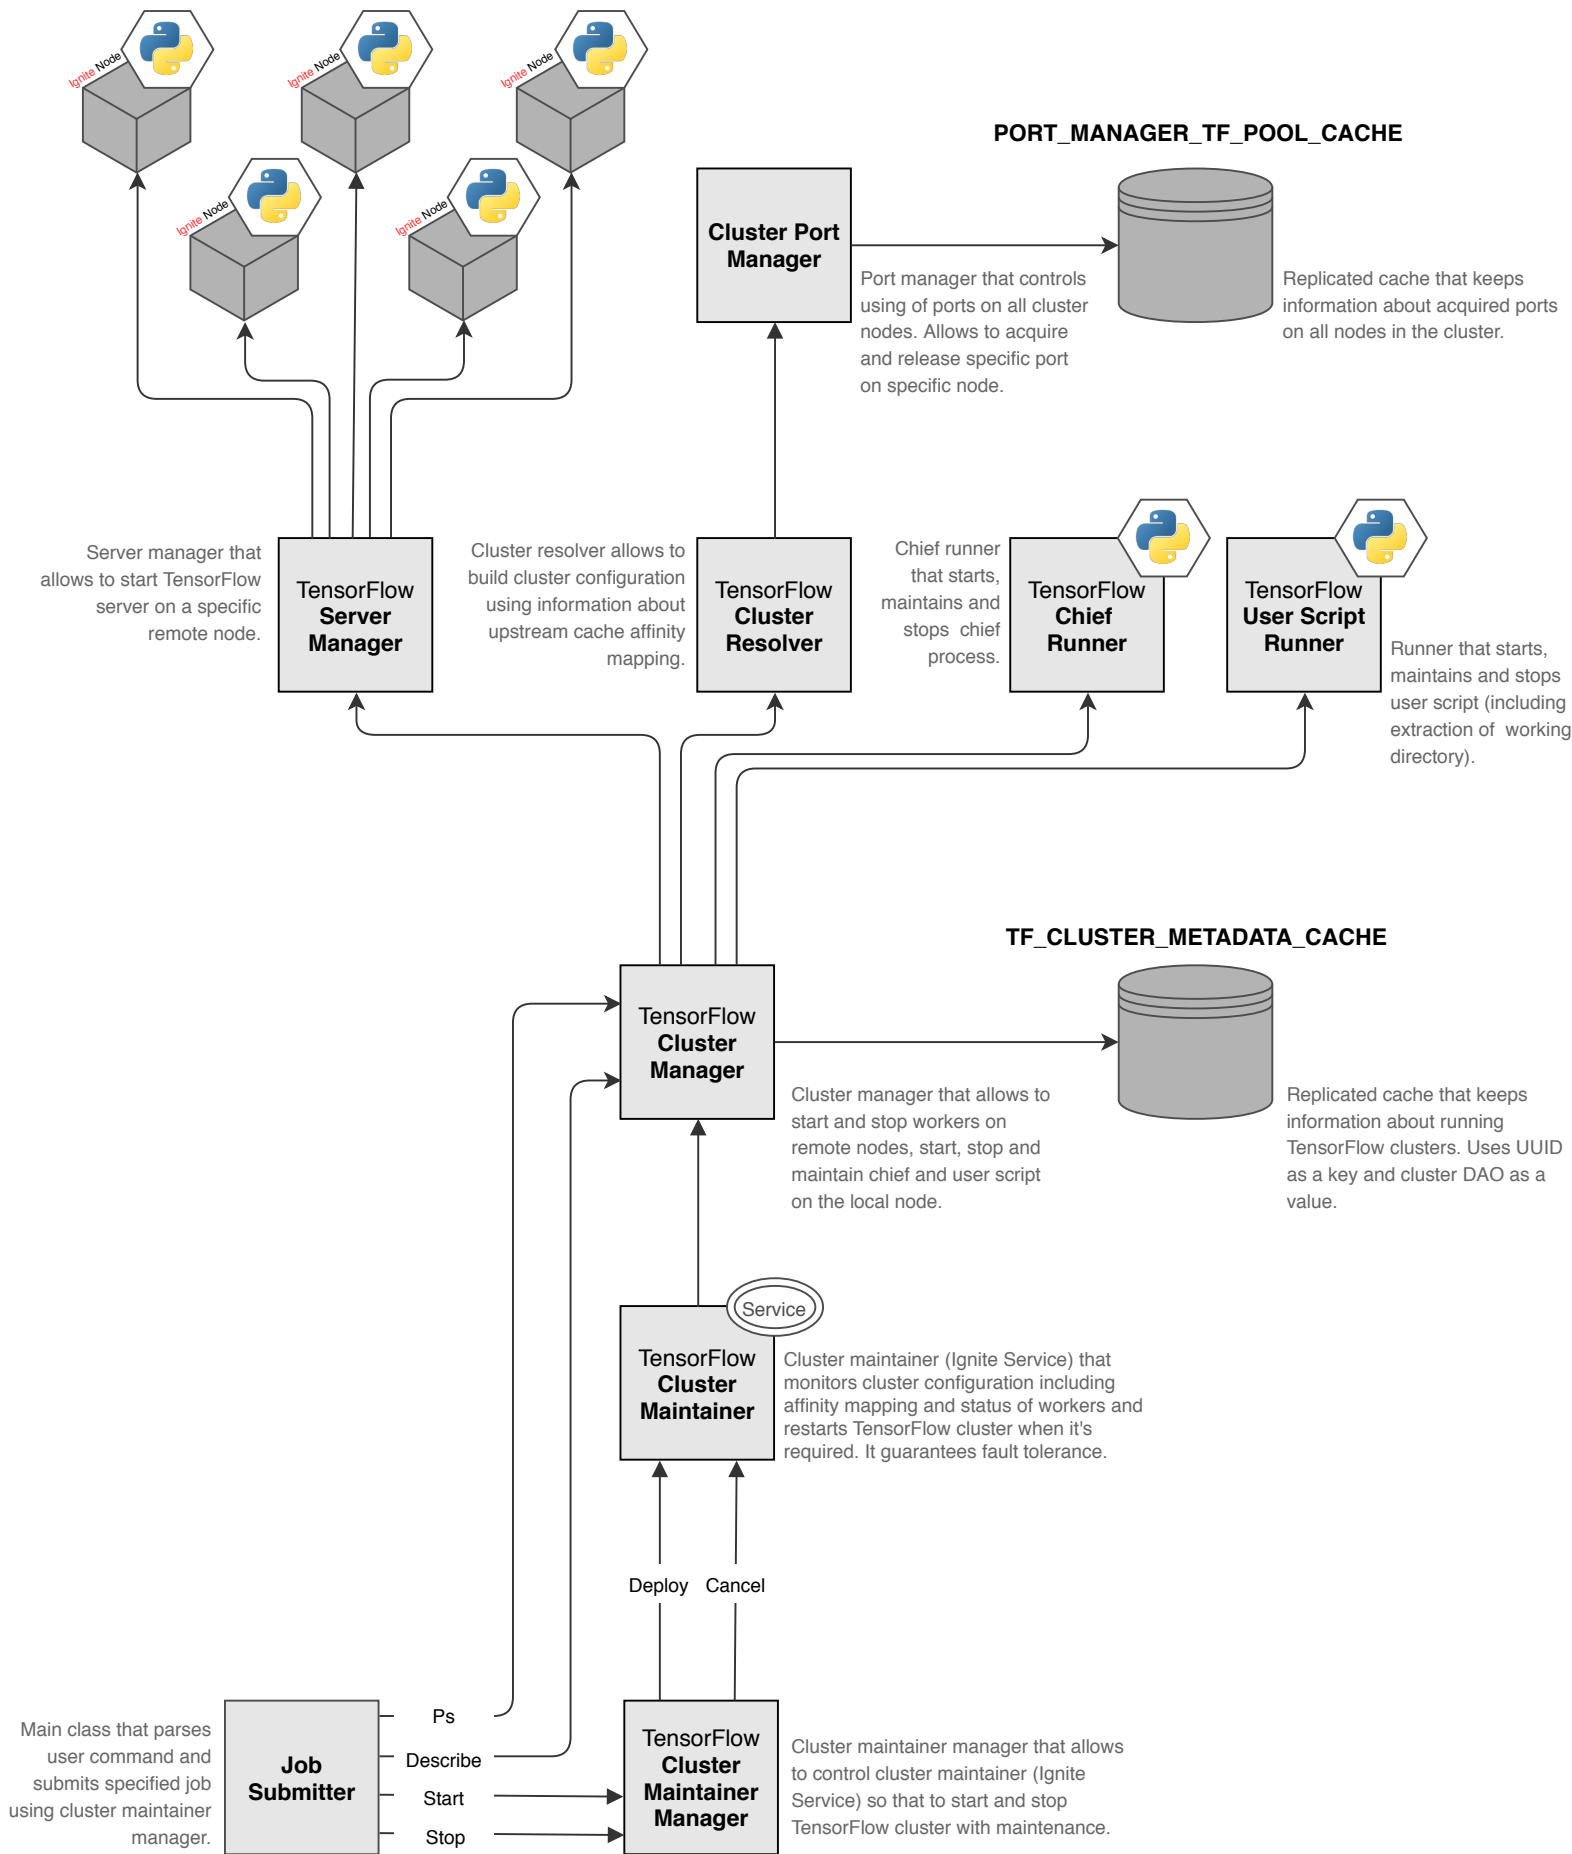 Ignite Node
Ignite Node
Ignite Node
Ignite Node
Ignite Node
PORT_MANAGER_TF_POOL_CACHE
Cluster Port
Manager
Port manager that controls
using of ports on all cluster
nodes. Allows to acquire
and release specific port
on specific node.
Replicated cache that keeps
information about acquired ports
on all nodes in the cluster.
Server manager that
allows to start TensorFlow
server on a specific
remote node.
TensorFlow
Server
Manager
Cluster resolver allows to
build cluster configuration
using information about
upstream cache affinity
mapping.
TensorFlow
Cluster
Resolver
Chief runner
that starts,
maintains and
stops chief
process.
TensorFlow
Chief
Runner
TensorFlow
User Script
Runner
Runner that starts,
maintains and stops
user script (including
extraction of working
directory).
TF_CLUSTER_METADATA_CACHE
TensorFlow
Cluster
Manager
Cluster manager that allows to
start and stop workers on
remote nodes, start, stop and
maintain chief and user script
on the local node.
Replicated cache that keeps
information about running
TensorFlow clusters. Uses UUID
as a key and cluster DAO as a
value.
Service
TensorFlow
Cluster
Maintainer
Cluster maintainer (Ignite Service) that
monitors cluster configuration including
affinity mapping and status of workers and
restarts TensorFlow cluster when it's
required. It guarantees fault tolerance.
Deploy
Cancel
Main class that parses
user command and
submits specified job
using cluster maintainer
manager.
Job
Submitter
Ps
Describe
Start
Stop
TensorFlow
Cluster
Maintainer
Manager
Cluster maintainer manager that allows
to control cluster maintainer (Ignite
Service) so that to start and stop
TensorFlow cluster with maintenance.